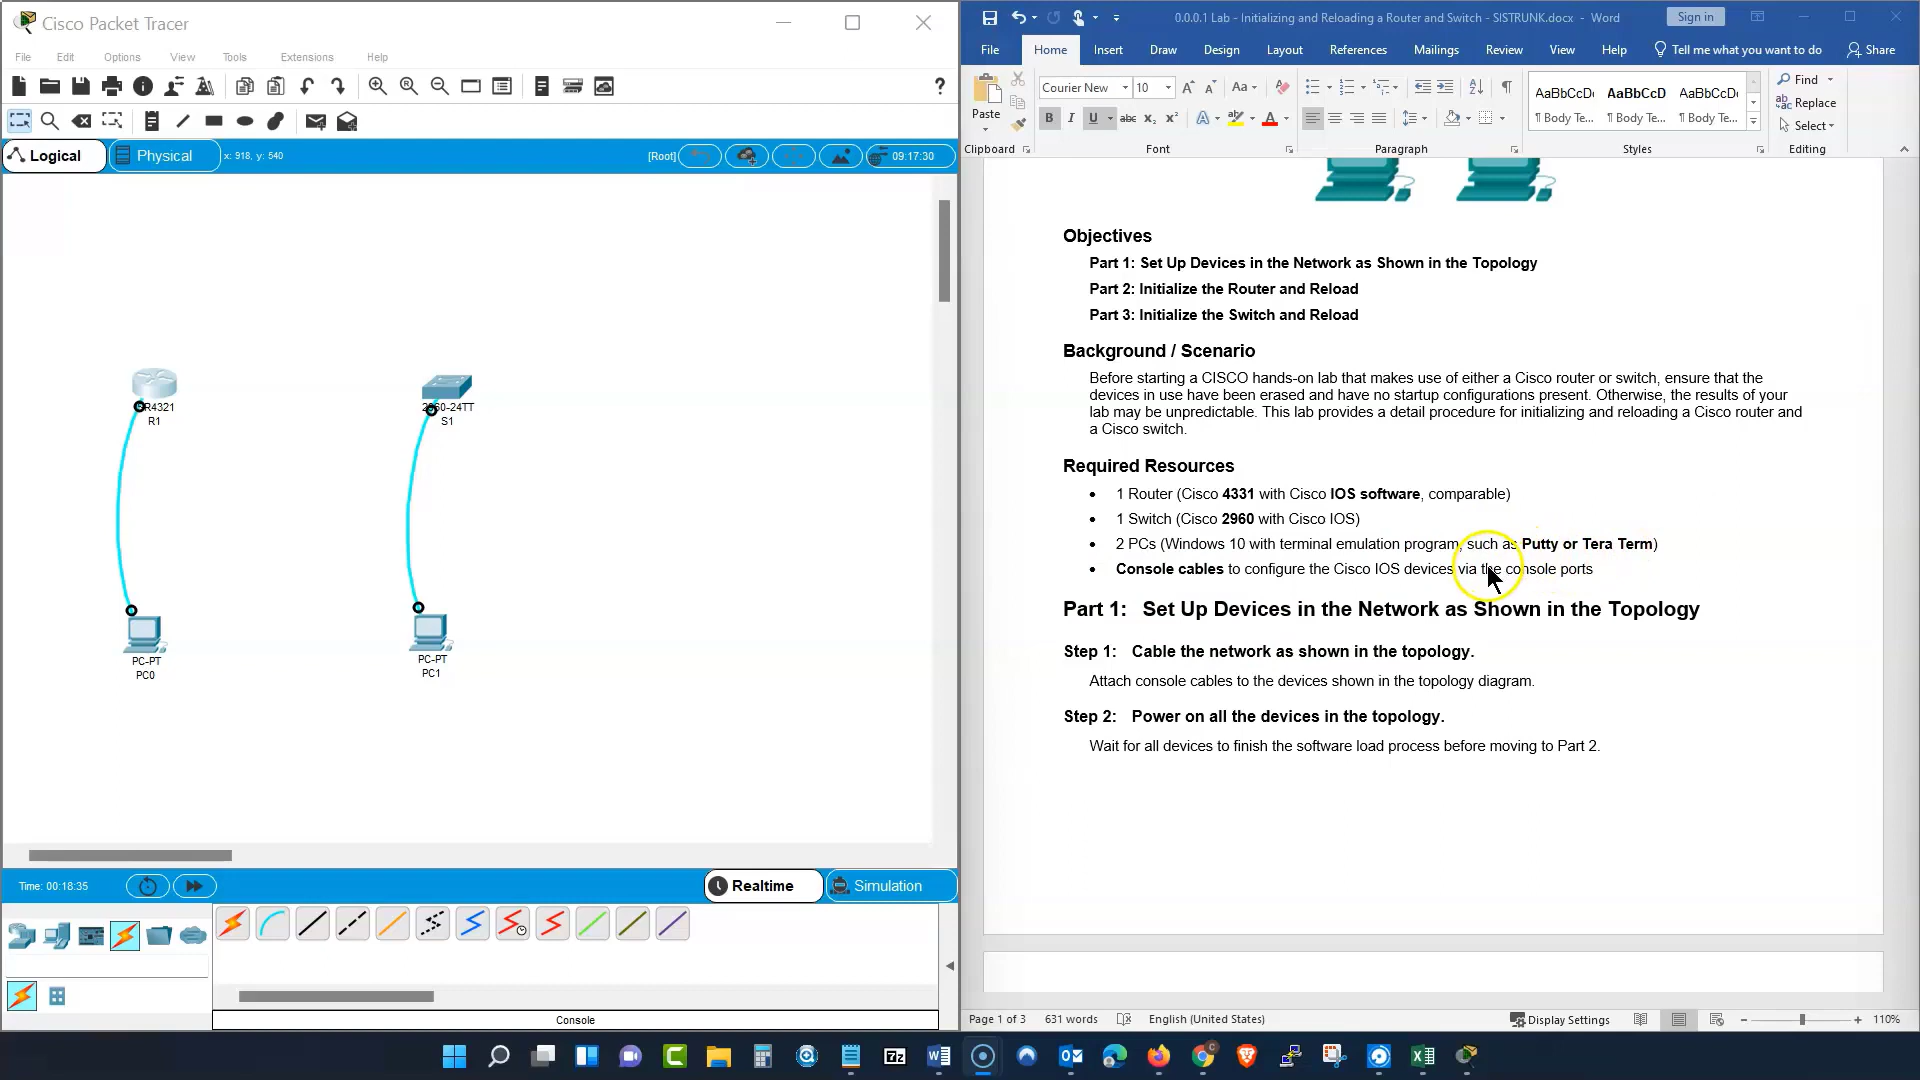 Cisco Packet Tracer
File Edit Options View Tools Extensions Help
?
Logical Physical x: 918, y: 540 [Root] 09:17:30
R1
S1
PC-PT
PC0
PC-PT
PC1
Time: 00:18:35 Realtime Simulation
Console
0.0.0.1 Lab - Initializing and Reloading a Router and Switch - SISTRUNK.docx - Word Sign in
File Home Insert Draw Design Layout References Mailings Review View Help Tell me what you want to do Share
Paste
Clipboard
Courier New 10
Font
Paragraph
AaBbCcDc AaBbCcD AaBbCcDc
¶ Body Te... ¶ Body Te... ¶ Body Te...
Styles
Find
Replace
Select
Editing
Objectives
Part 1: Set Up Devices in the Network as Shown in the Topology
Part 2: Initialize the Router and Reload
Part 3: Initialize the Switch and Reload
Background / Scenario
Before starting a CISCO hands-on lab that makes use of either a Cisco router or switch, ensure that the
devices in use have been erased and have no startup configurations present. Otherwise, the results of your
lab may be unpredictable. This lab provides a detail procedure for initializing and reloading a Cisco router and
a Cisco switch.
Required Resources
• 1 Router (Cisco 4331 with Cisco IOS software, comparable)
• 1 Switch (Cisco 2960 with Cisco IOS)
• 2 PCs (Windows 10 with terminal emulation program, such as Putty or Tera Term)
• Console cables to configure the Cisco IOS devices via the console ports
Part 1: Set Up Devices in the Network as Shown in the Topology
Step 1: Cable the network as shown in the topology.
Attach console cables to the devices shown in the topology diagram.
Step 2: Power on all the devices in the topology.
Wait for all devices to finish the software load process before moving to Part 2.
Page 1 of 3 631 words English (United States) Display Settings 110%
7z